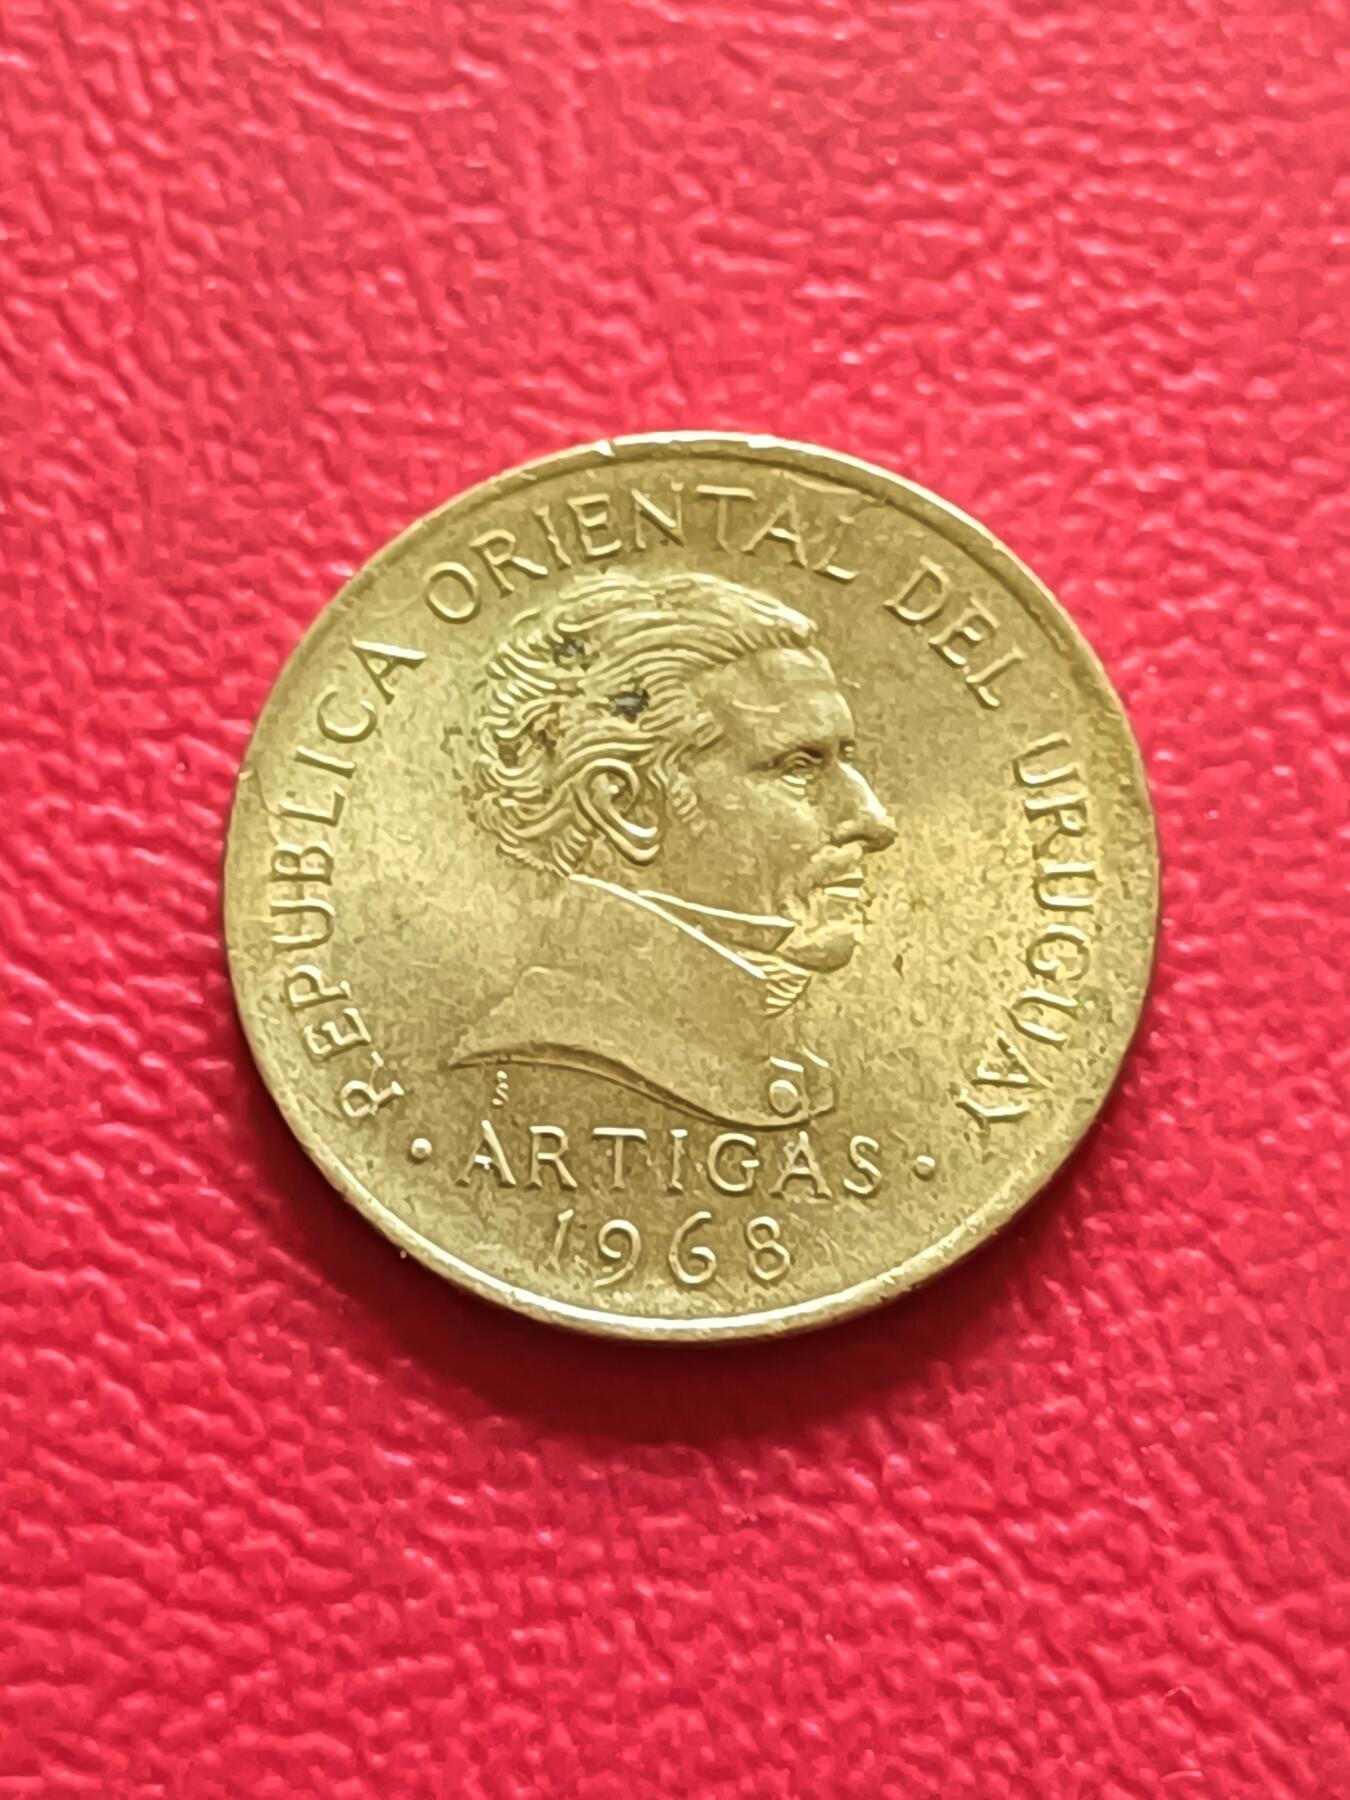 REPUBLICA ORIENTAL DEL URUGUAY
· ARTIGAS ·
1968